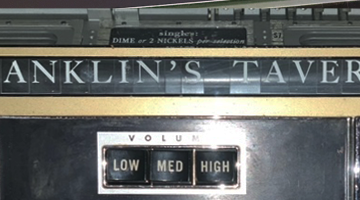 singles
DIME or 2 NICKELS per selection
ANKLIN'S TAVER
VOLUM
LOW MED HIGH